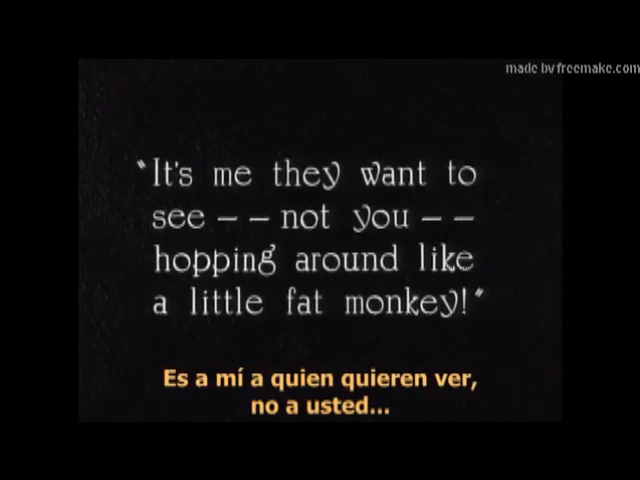 made by freemake.com
"It's me they want to
see — — not you — —
hopping around like
a little fat monkey!"
Es a mí a quien quieren ver,
no a usted...